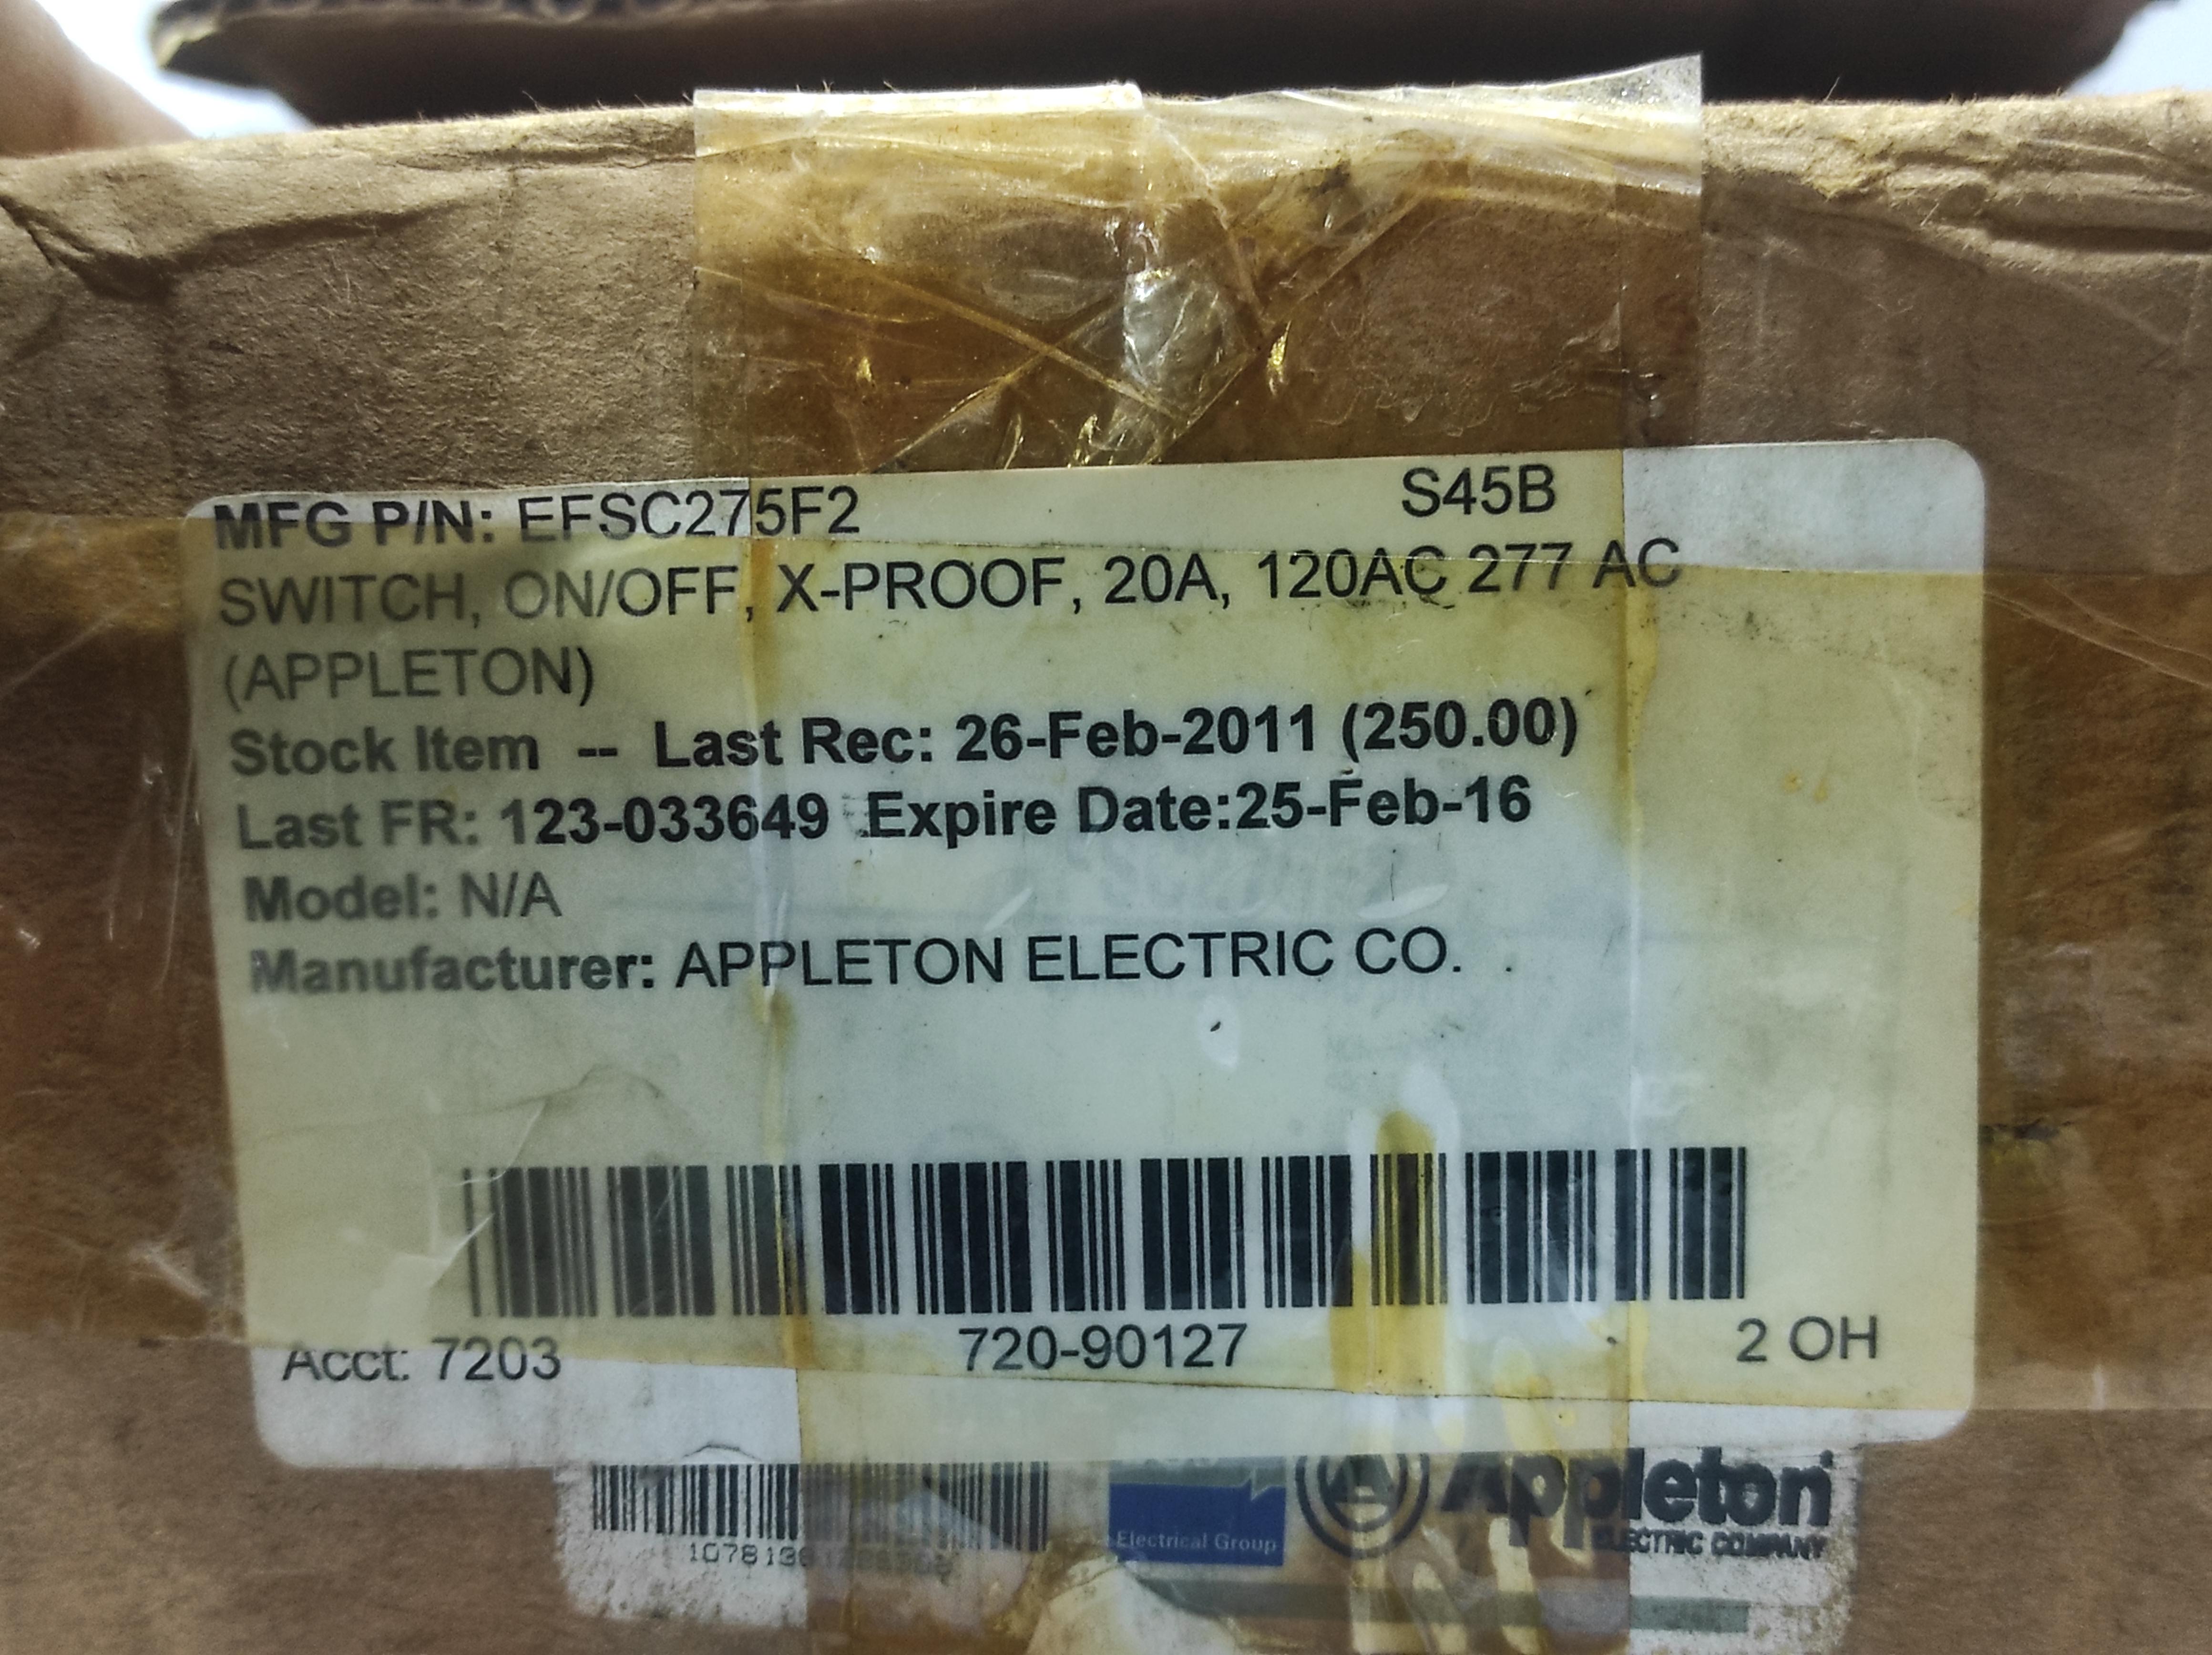 MFG P/N: EFSC275F2 S45B
SWITCH, ON/OFF, X-PROOF, 20A, 120AC 277 AC
(APPLETON)
Stock Item -- Last Rec: 26-Feb-2011 (250.00)
Last FR: 123-033649 Expire Date:25-Feb-16
Model: N/A
Manufacturer: APPLETON ELECTRIC CO.
Acct: 7203 720-90127 2 OH
Electrical Group
Appleton
ELECTRIC COMPANY